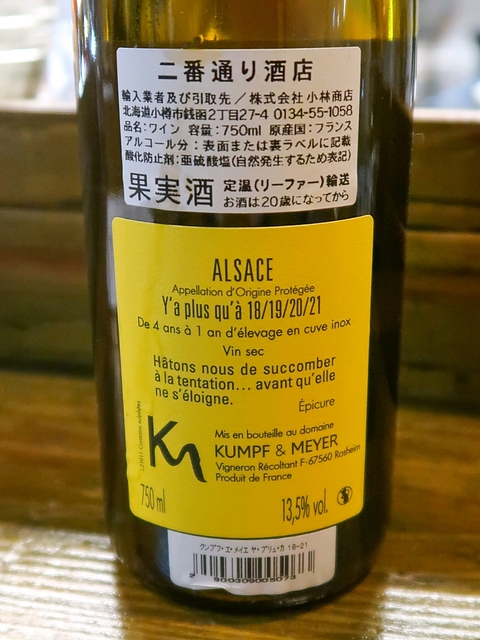 二番通り酒店
輸入業者及び引取先／株式会社 小林商店
北海道小樽市銭函2丁目27-4 0134-55-1058
品名:ワイン 容量:750ml 原産国:フランス
アルコール分：表面または裏ラベルに記載
酸化防止剤:亜硫酸塩(自然発生するため表記)
果実酒 定温(リーファー)輸送
お酒は20歳になってから
ALSACE
Appellation d'Origine Protégée
Y'a plus qu'à 18/19/20/21
De 4 ans à 1 an d'élevage en cuve inox
Vin sec
Hâtons nous de succomber
à la tentation... avant qu'elle
ne s'éloigne.
Épicure
KM
Mis en bouteille au domaine
KUMPF & MEYER
Vigneron Récoltant F-67560 Rosheim
Produit de France
750 ml
13,5% vol.
クンプフ・エ・メイエ ヤ・プリュ・カ 18-21